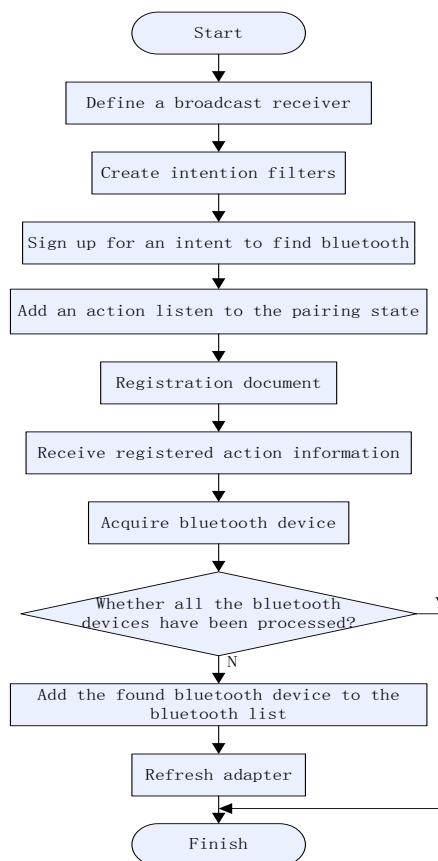 Start
Define a broadcast receiver
Create intention filters
Sign up for an intent to find bluetooth
Add an action listen to the pairing state
Registration document
Receive registered action information
Acquire bluetooth device
Whether all the bluetooth
devices have been processed?
Y
N
Add the found bluetooth device to the
bluetooth list
Refresh adapter
Finish